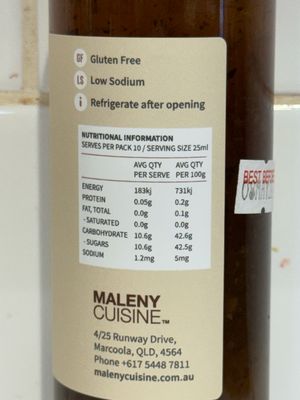 GF Gluten Free
LS Low Sodium
i Refrigerate after opening
NUTRITIONAL INFORMATION
SERVES PER PACK 10 / SERVING SIZE 25ml
AVG QTY AVG QTY
PER SERVE PER 100g
ENERGY 183kj 731kj
PROTEIN 0.05g 0.2g
FAT, TOTAL 0.0g 0.1g
- SATURATED 0.0g 0.0g
CARBOHYDRATE 10.6g 42.6g
- SUGARS 10.6g 42.5g
SODIUM 1.2mg 5mg
BEST BEFORE
MALENY
CUISINE™
4/25 Runway Drive,
Marcoola, QLD, 4564
Phone +617 5448 7811
malenycuisine.com.au